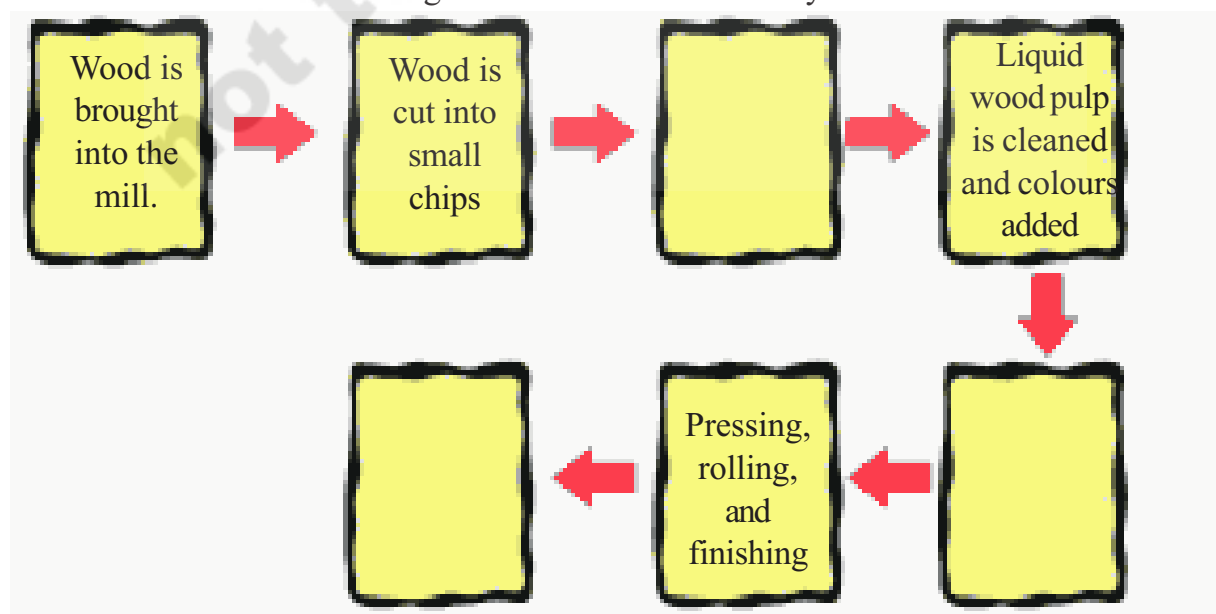 Wood is
brought
into the
mill.
Wood is
cut into
small
chips
Liquid
wood pulp
is cleaned
and colours
added
Pressing,
rolling,
and
finishing
not